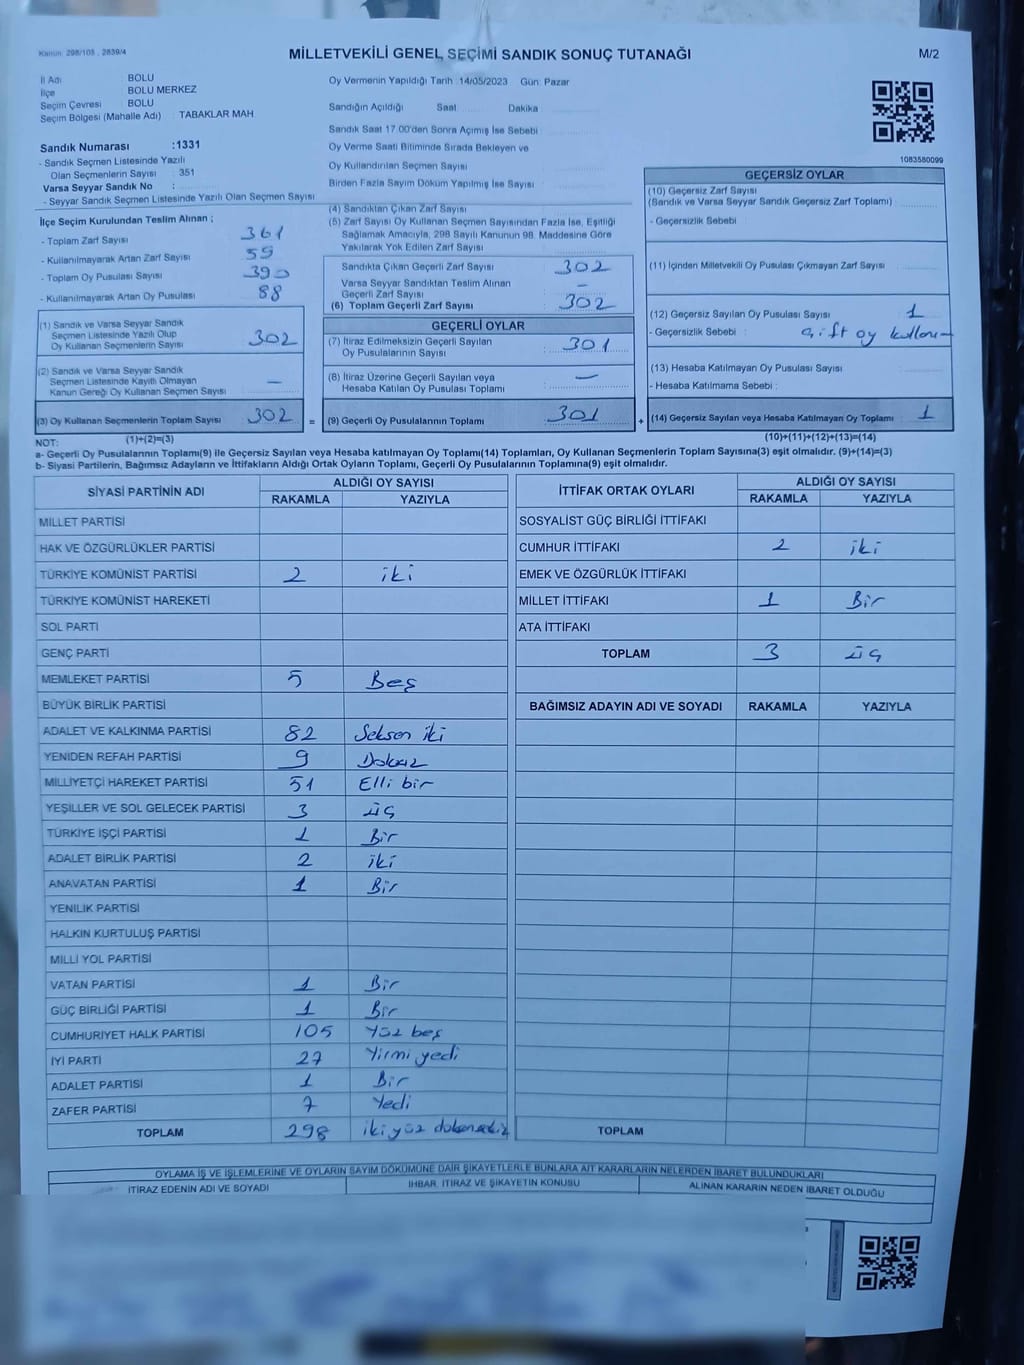 Kanun: 298/105 , 2839/4
MİLLETVEKİLİ GENEL SEÇİMİ SANDIK SONUÇ TUTANAĞI
M/2
İl Adı BOLU
İlçe BOLU MERKEZ
Seçim Çevresi BOLU
Seçim Bölgesi (Mahalle Adı) : TABAKLAR MAH
Sandık Numarası :1331
- Sandık Seçmen Listesinde Yazılı
Olan Seçmenlerin Sayısı : 351
Varsa Seyyar Sandık No :
- Seyyar Sandık Seçmen Listesinde Yazılı Olan Seçmen Sayısı
Oy Vermenin Yapıldığı Tarih :14/05/2023 Gün: Pazar
Sandığın Açıldığı Saat Dakika
Sandık Saat 17.00'den Sonra Açımış İse Sebebi :
Oy Verme Saati Bitiminde Sırada Bekleyen ve
Oy Kullandırılan Seçmen Sayısı
Birden Fazla Sayım Döküm Yapılmış İse Sayısı
1083580099
İlçe Seçim Kurulundan Teslim Alınan ;
- Toplam Zarf Sayısı 361
- Kullanılmayarak Artan Zarf Sayısı 59
- Toplam Oy Pusulası Sayısı 390
- Kullanılmayarak Artan Oy Pusulası 88
(1) Sandık ve Varsa Seyyar Sandık
Seçmen Listesinde Yazılı Olup
Oy Kullanan Seçmenlerin Sayısı 302
(2) Sandık ve Varsa Seyyar Sandık
Seçmen Listesinde Kayıtlı Olmayan
Kanun Gereği Oy Kullanan Seçmen Sayısı —
(3) Oy Kullanan Seçmenlerin Toplam Sayısı 302 =
(4) Sandıktan Çıkan Zarf Sayısı
(5) Zarf Sayısı Oy Kullanan Seçmen Sayısından Fazla İse, Eşitliği
Sağlamak Amacıyla, 298 Sayılı Kanunun 98. Maddesine Göre
Yakılarak Yok Edilen Zarf Sayısı
Sandıkta Çıkan Geçerli Zarf Sayısı 302
Varsa Seyyar Sandıktan Teslim Alınan
Geçerli Zarf Sayısı –
(6) Toplam Geçerli Zarf Sayısı 302
GEÇERLİ OYLAR
(7) İtiraz Edilmeksizin Geçerli Sayılan
Oy Pusulalarının Sayısı 301
(8) İtiraz Üzerine Geçerli Sayılan veya
Hesaba Katılan Oy Pusulası Toplamı —
(9) Geçerli Oy Pusulalarının Toplamı 301 +
GEÇERSİZ OYLAR
(10) Geçersiz Zarf Sayısı
(Sandık ve Varsa Seyyar Sandık Geçersiz Zarf Toplamı)
- Geçersizlik Sebebi :
(11) İçinden Milletvekili Oy Pusulası Çıkmayan Zarf Sayısı
(12) Geçersiz Sayılan Oy Pusulası Sayısı 1
- Geçersizlik Sebebi : Çift oy kullanım
(13) Hesaba Katılmayan Oy Pusulası Sayısı
- Hesaba Katılmama Sebebi :
(14) Geçersiz Sayılan veya Hesaba Katılmayan Oy Toplamı 1
NOT: (1)+(2)=(3) (10)+(11)+(12)+(13)=(14)
a- Geçerli Oy Pusulalarının Toplamı(9) ile Geçersiz Sayılan veya Hesaba katılmayan Oy Toplamı(14) Toplamları, Oy Kullanan Seçmenlerin Toplam Sayısına(3) eşit olmalıdır. (9)+(14)=(3)
b- Siyasi Partilerin, Bağımsız Adayların ve İttifakların Aldığı Ortak Oyların Toplamı, Geçerli Oy Pusulalarının Toplamına(9) eşit olmalıdır.
SİYASİ PARTİNİN ADI ALDIĞI OY SAYISI
RAKAMLA YAZIYLA
MİLLET PARTİSİ
HAK VE ÖZGÜRLÜKLER PARTİSİ
TÜRKİYE KOMÜNİST PARTİSİ 2 iki
TÜRKİYE KOMÜNİST HAREKETİ
SOL PARTİ
GENÇ PARTİ
MEMLEKET PARTİSİ 5 Beş
BÜYÜK BİRLİK PARTİSİ
ADALET VE KALKINMA PARTİSİ 82 Seksen iki
YENİDEN REFAH PARTİSİ 9 Dokuz
MİLLİYETÇİ HAREKET PARTİSİ 51 Elli bir
YEŞİLLER VE SOL GELECEK PARTİSİ 3 üç
TÜRKİYE İŞÇİ PARTİSİ 1 Bir
ADALET BİRLİK PARTİSİ 2 iki
ANAVATAN PARTİSİ 1 Bir
YENİLİK PARTİSİ
HALKIN KURTULUŞ PARTİSİ
MİLLİ YOL PARTİSİ
VATAN PARTİSİ 1 Bir
GÜÇ BİRLİĞİ PARTİSİ 1 Bir
CUMHURİYET HALK PARTİSİ 105 Yüz beş
İYİ PARTİ 27 Yirmi yedi
ADALET PARTİSİ 1 Bir
ZAFER PARTİSİ 7 Yedi
TOPLAM 298 iki yüz doksan sekiz
İTTİFAK ORTAK OYLARI ALDIĞI OY SAYISI
RAKAMLA YAZIYLA
SOSYALİST GÜÇ BİRLİĞİ İTTİFAKI
CUMHUR İTTİFAKI 2 iki
EMEK VE ÖZGÜRLÜK İTTİFAKI
MİLLET İTTİFAKI 1 Bir
ATA İTTİFAKI
TOPLAM 3 üç
BAĞIMSIZ ADAYIN ADI VE SOYADI RAKAMLA YAZIYLA
TOPLAM
OYLAMA İŞ VE İŞLEMLERİNE VE OYLARIN SAYIM DÖKÜMÜNE DAİR ŞİKAYETLERLE BUNLARA AİT KARARLARIN NELERDEN İBARET BULUNDUKLARI
İTİRAZ EDENİN ADI VE SOYADI İHBAR, İTİRAZ VE ŞİKAYETİN KONUSU ALINAN KARARIN NEDEN İBARET OLDUĞU